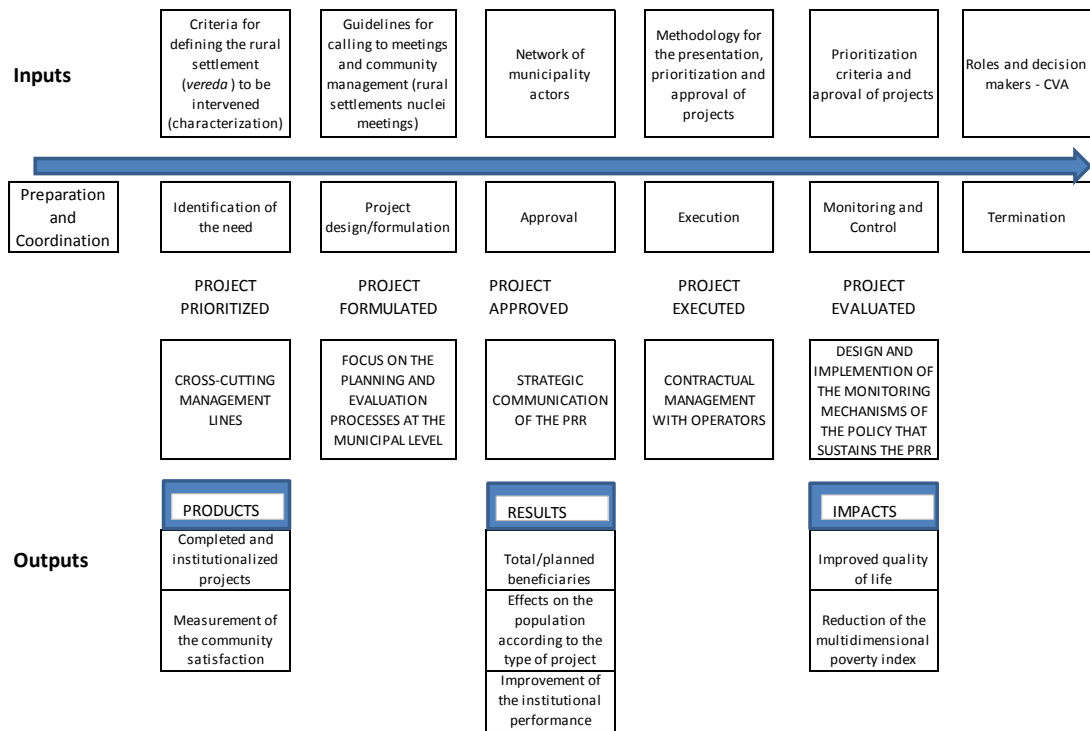 Inputs
Criteria for
defining the rural
settlement
(vereda ) to be
intervened
(characterization)
Guidelines for
calling to meetings
and community
management (rural
settlements nuclei
meetings)
Network of
municipality
actors
Methodology for
the presentation,
prioritization and
approval of
projects
Prioritization
criteria and
aproval of projects
Roles and decision
makers - CVA
Preparation
and
Coordination
Identification of
the need
Project
design/formulation
Approval
Execution
Monitoring and
Control
Termination
PROJECT
PRIORITIZED
PROJECT
FORMULATED
PROJECT
APPROVED
PROJECT
EXECUTED
PROJECT
EVALUATED
CROSS-CUTTING
MANAGEMENT
LINES
FOCUS ON THE
PLANNING AND
EVALUATION
PROCESSES AT THE
MUNICIPAL LEVEL
STRATEGIC
COMMUNICATION
OF THE PRR
CONTRACTUAL
MANAGEMENT
WITH OPERATORS
DESIGN AND
IMPLEMENTION OF
THE MONITORING
MECHANISMS OF
THE POLICY THAT
SUSTAINS THE PRR
Outputs
PRODUCTS
Completed and
institutionalized
projects
Measurement of
the community
satisfaction
RESULTS
Total/planned
beneficiaries
Effects on the
population
according to the
type of project
Improvement of
the institutional
performance
IMPACTS
Improved quality
of life
Reduction of the
multidimensional
poverty index